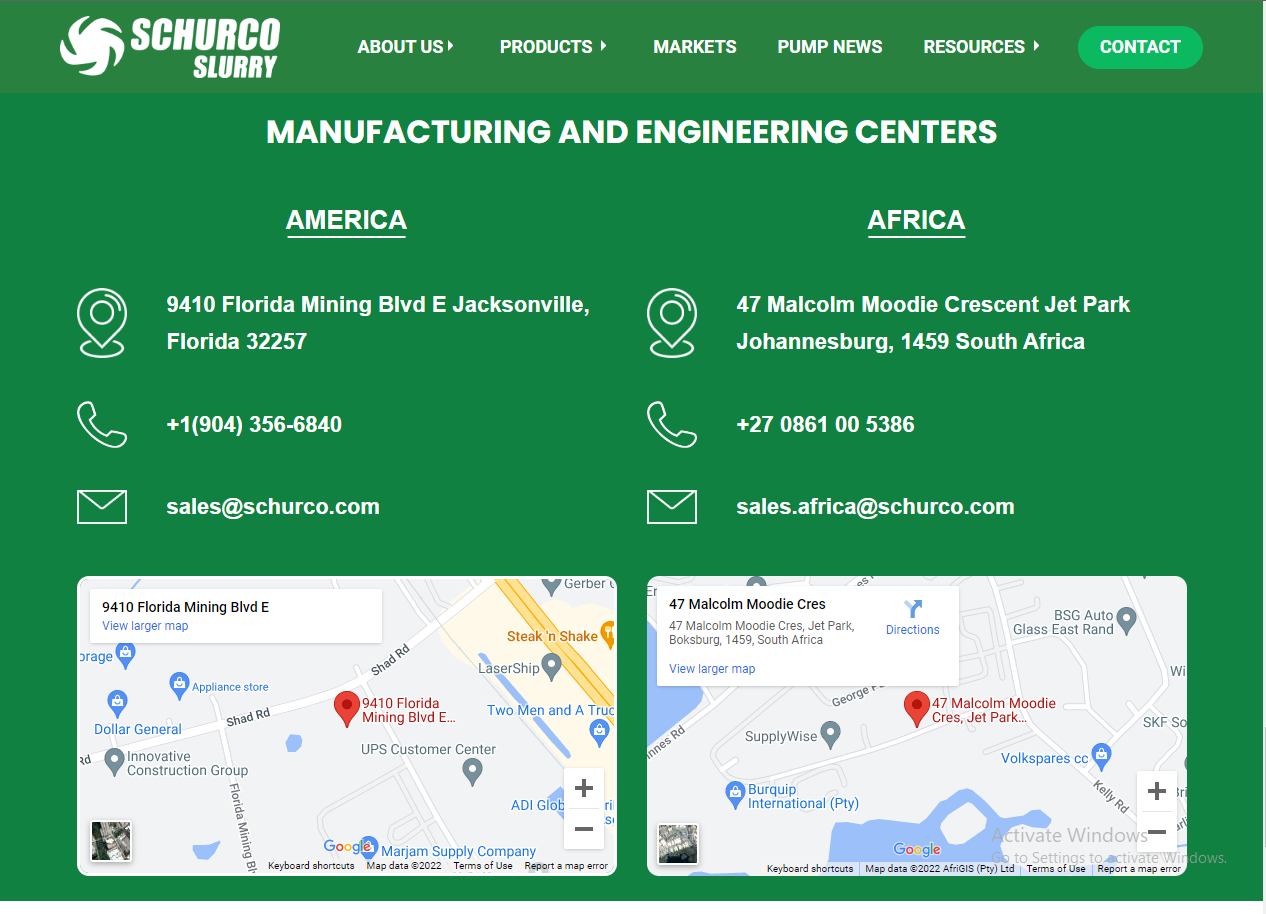 SCHURCO
SLURRY
ABOUT US
PRODUCTS
MARKETS
PUMP NEWS
RESOURCES
CONTACT
MANUFACTURING AND ENGINEERING CENTERS
AMERICA
9410 Florida Mining Blvd E Jacksonville,
Florida 32257
+1(904) 356-6840
sales@schurco.com
AFRICA
47 Malcolm Moodie Crescent Jet Park
Johannesburg, 1459 South Africa
+27 0861 00 5386
sales.africa@schurco.com
9410 Florida Mining Blvd E
View larger map
Gerber
Steak 'n Shake
orage
LaserShip
Shad Rd
Appliance store
9410 Florida
Mining Blvd E...
Two Men and A Truc
Dollar General
Shad Rd
UPS Customer Center
Rd
Innovative
Construction Group
Florida Mining Bl
ADI Glob
Google
Marjam Supply Company
Keyboard shortcuts
Map data ©2022
Terms of Use
Report a map error
47 Malcolm Moodie Cres
47 Malcolm Moodie Cres, Jet Park,
Boksburg, 1459, South Africa
Directions
View larger map
BSG Auto
Glass East Rand
Wi
George
47 Malcolm Moodie
Cres, Jet Park...
SKF So
SupplyWise
nnes Rd
Volkspares cc
Burquip
International (Pty)
Kelly Rd
Google
Activate Windows
Go to Settings to activate Windows.
Keyboard shortcuts
Map data ©2022 AfriGIS (Pty) Ltd
Terms of Use
Report a map error